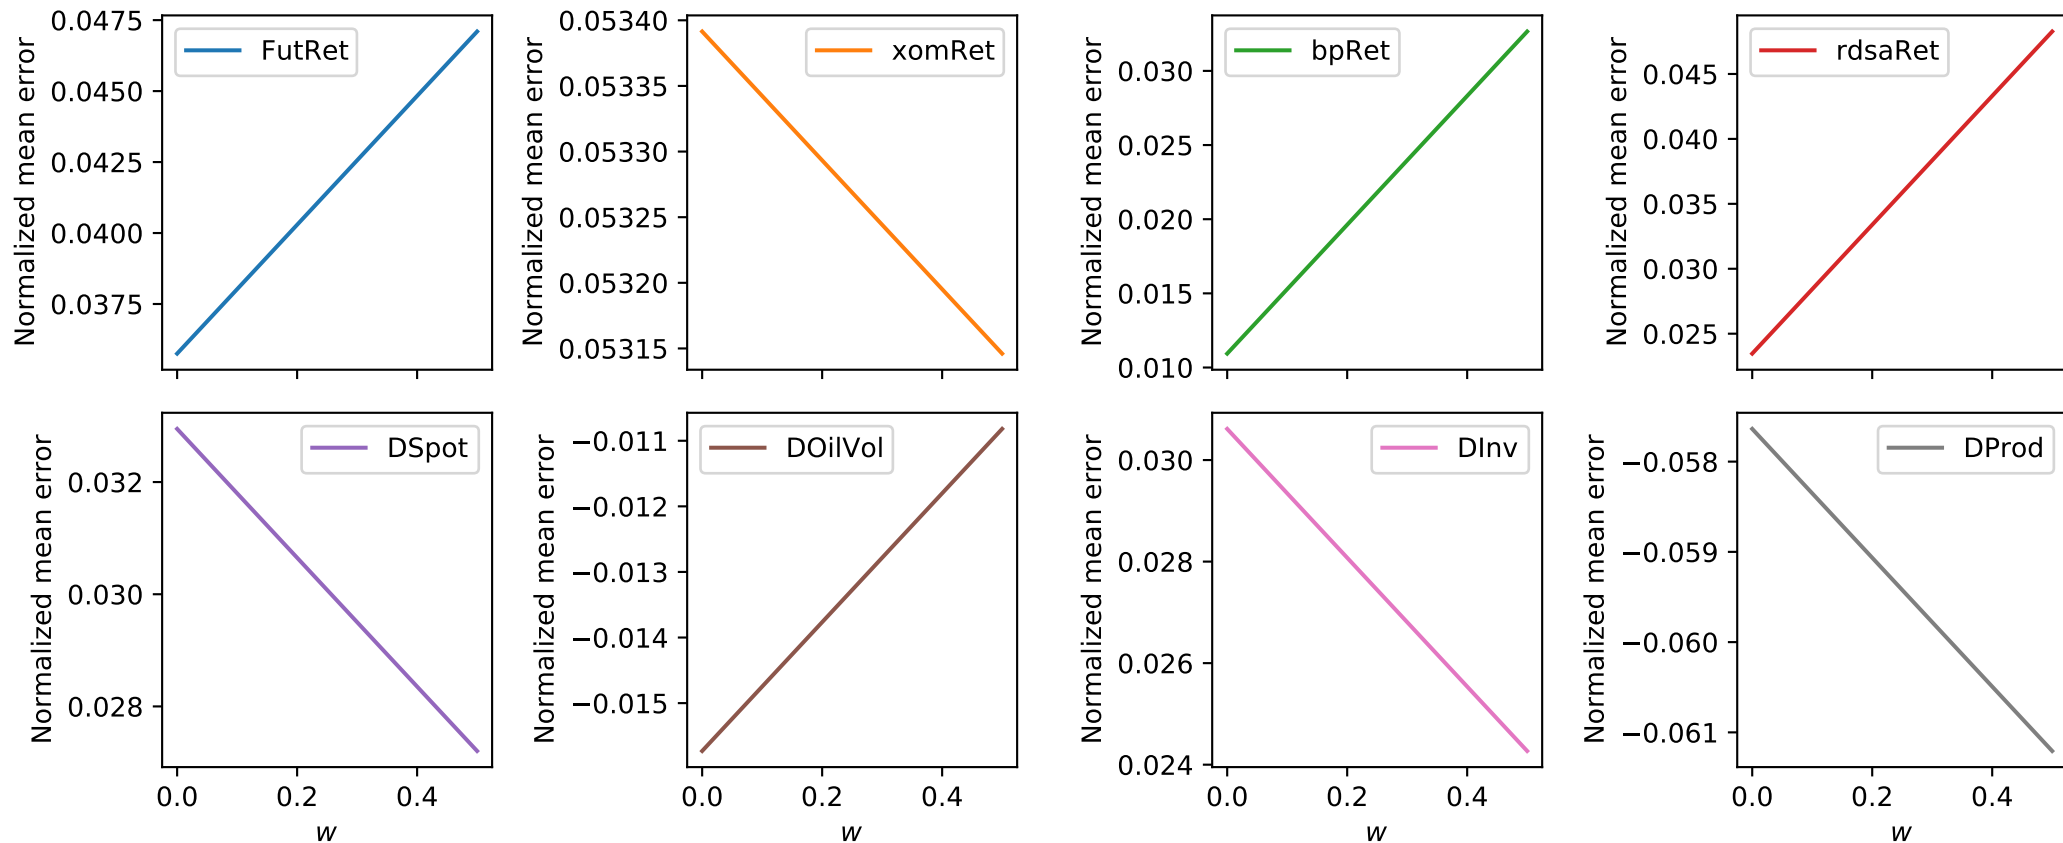 Normalized mean error
0.0475
0.0450
0.0425
0.0400
0.0375
FutRet
Normalized mean error
0.05340
0.05335
0.05330
0.05325
0.05320
0.05315
xomRet
Normalized mean error
0.030
0.025
0.020
0.015
0.010
bpRet
Normalized mean error
0.045
0.040
0.035
0.030
0.025
rdsaRet
Normalized mean error
0.032
0.030
0.028
DSpot
0.0 0.2 0.4
w
Normalized mean error
−0.011
−0.012
−0.013
−0.014
−0.015
DOilVol
0.0 0.2 0.4
w
Normalized mean error
0.030
0.028
0.026
0.024
DInv
0.0 0.2 0.4
w
Normalized mean error
−0.058
−0.059
−0.060
−0.061
DProd
0.0 0.2 0.4
w